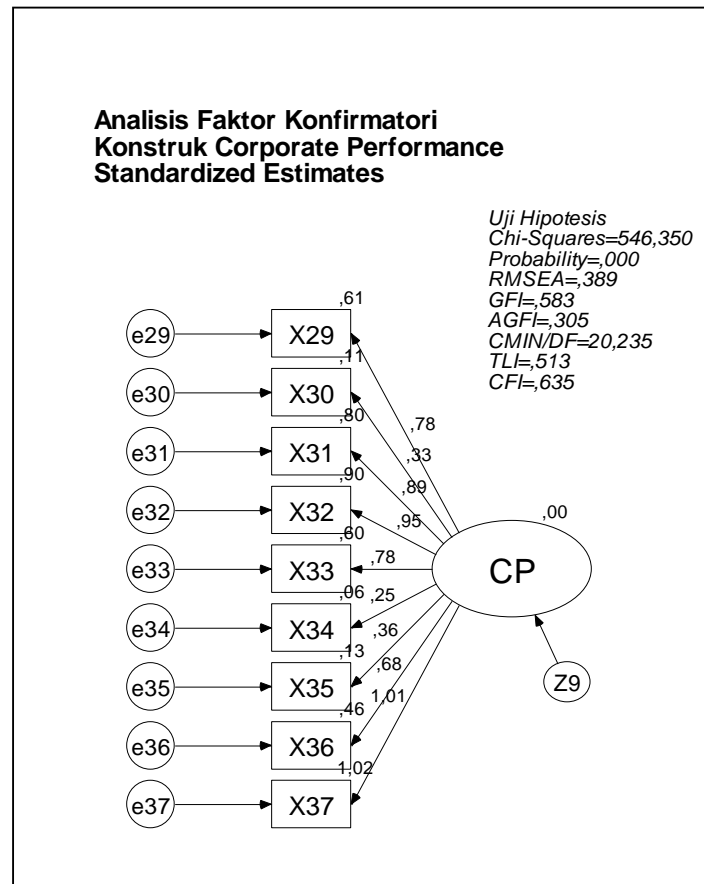 Analisis Faktor Konfirmatori
Konstruk Corporate Performance
Standardized Estimates
Uji Hipotesis
Chi-Squares=546,350
Probability=,000
RMSEA=,389
GFI=,583
AGFI=,305
CMIN/DF=20,235
TLI=,513
CFI=,635
,61
e29 X29
,11
e30 X30
,80
e31 X31
,90
e32 X32
,60
e33 X33
,06
e34 X34
,13
e35 X35
,46
e36 X36
1,02
e37 X37
,78
,33
,89
,95
,78
,25
,36
,68
1,01
,00
CP
Z9